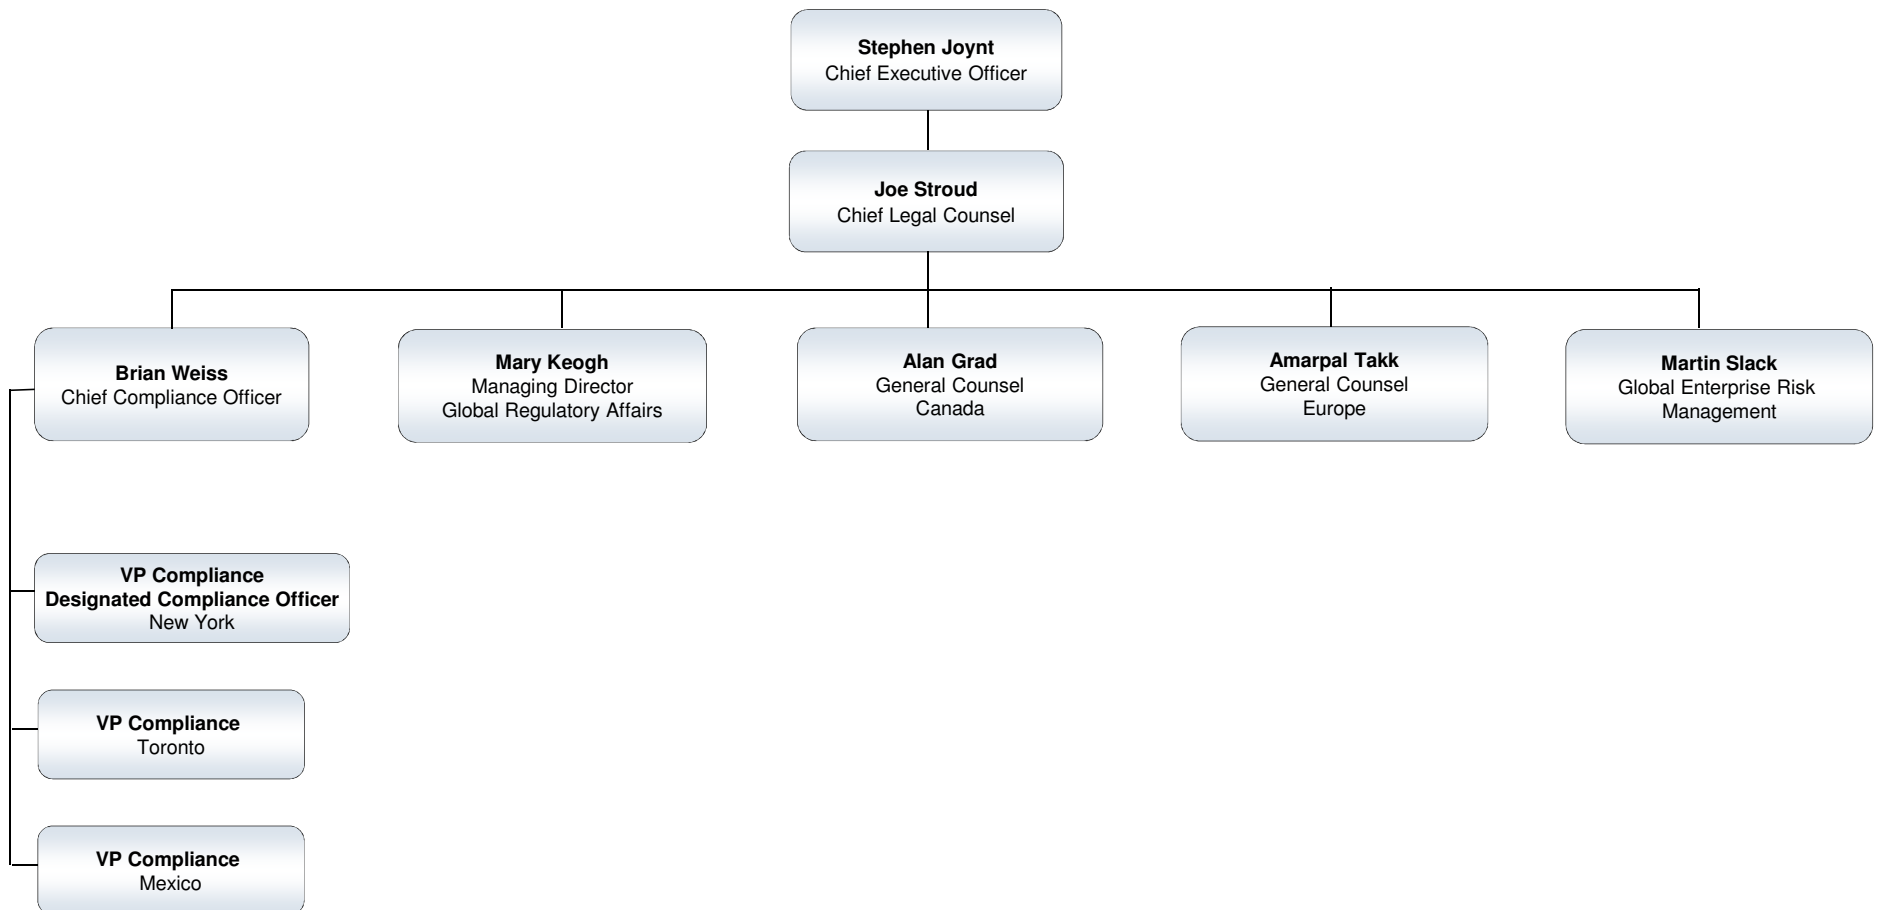 Stephen Joynt
Chief Executive Officer
Joe Stroud
Chief Legal Counsel
Brian Weiss
Chief Compliance Officer
Mary Keogh
Managing Director
Global Regulatory Affairs
Alan Grad
General Counsel
Canada
Amarpal Takk
General Counsel
Europe
Martin Slack
Global Enterprise Risk
Management
VP Compliance
Designated Compliance Officer
New York
VP Compliance
Toronto
VP Compliance
Mexico